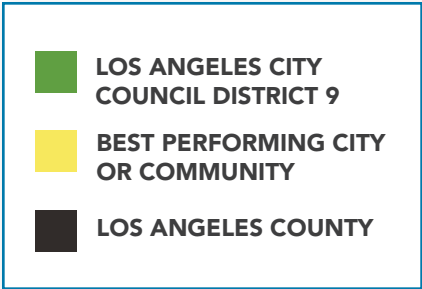 LOS ANGELES CITY
COUNCIL DISTRICT 9
BEST PERFORMING CITY
OR COMMUNITY
LOS ANGELES COUNTY